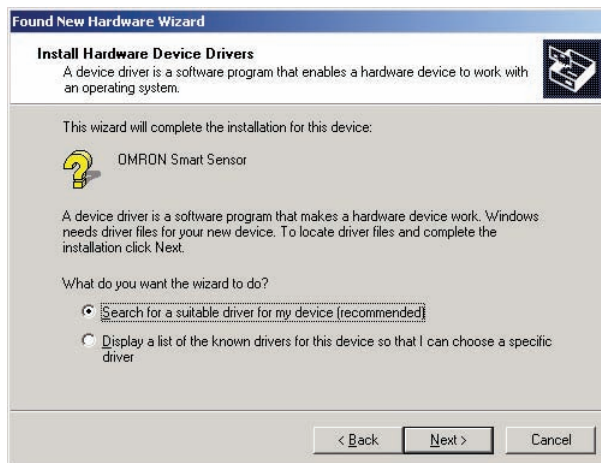 Found New Hardware Wizard
Install Hardware Device Drivers
A device driver is a software program that enables a hardware device to work with
an operating system.
This wizard will complete the installation for this device:
OMRON Smart Sensor
A device driver is a software program that makes a hardware device work. Windows
needs driver files for your new device. To locate driver files and complete the
installation click Next.
What do you want the wizard to do?
Search for a suitable driver for my device (recommended)
Display a list of the known drivers for this device so that I can choose a specific
driver
< Back Next > Cancel